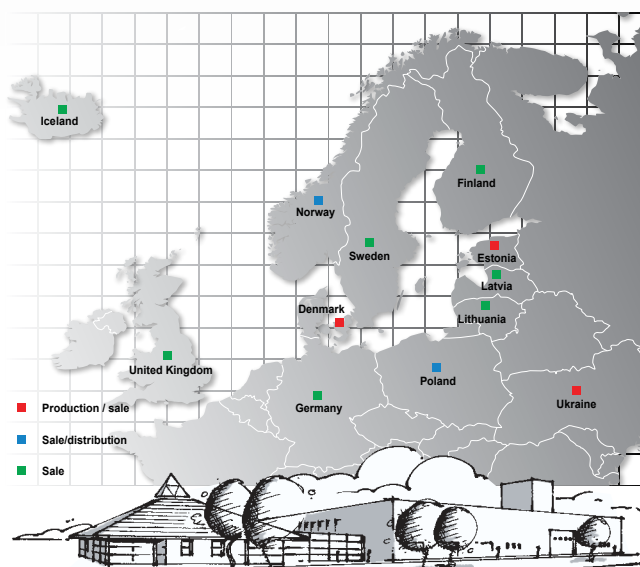 Iceland
Finland
Norway
Sweden
Estonia
Latvia
Denmark
Lithuania
United Kingdom
Poland
Germany
Ukraine
Production / sale
Sale/distribution
Sale